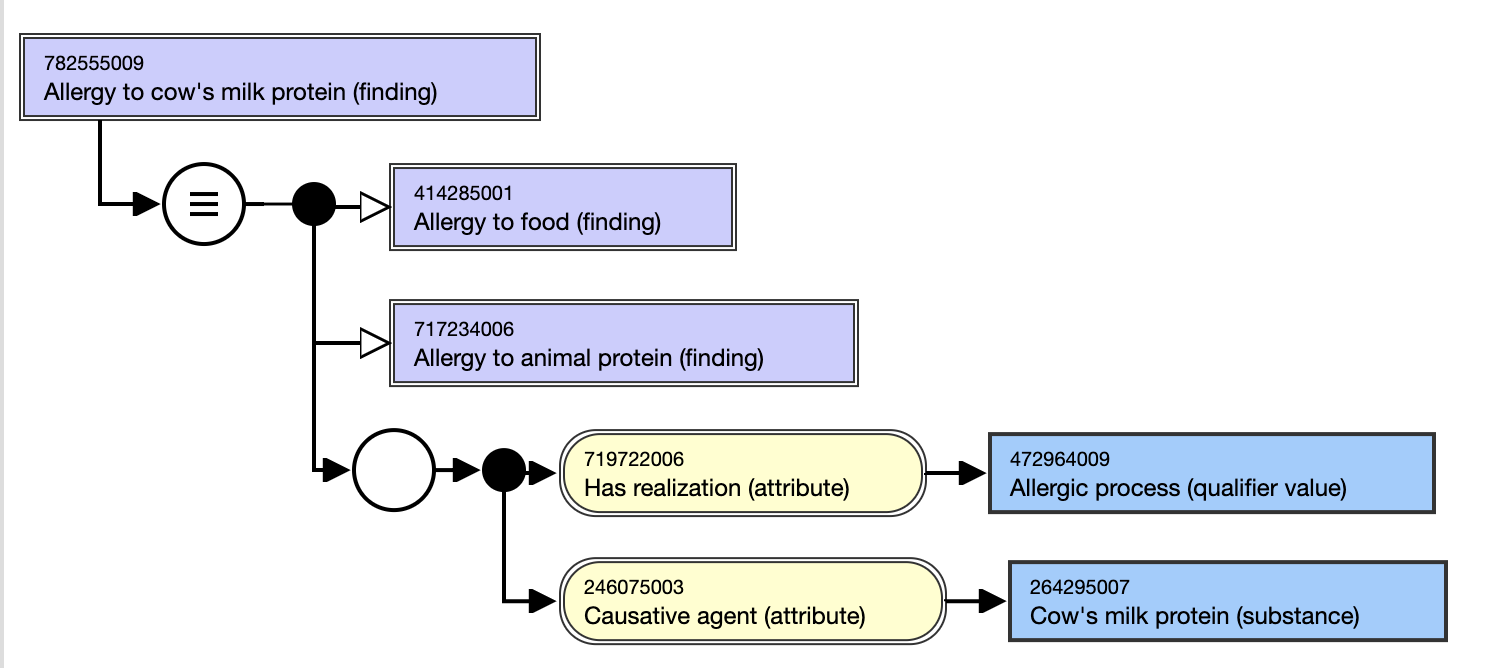 782555009
Allergy to cow's milk protein (finding)
414285001
Allergy to food (finding)
717234006
Allergy to animal protein (finding)
719722006
Has realization (attribute)
472964009
Allergic process (qualifier value)
246075003
Causative agent (attribute)
264295007
Cow's milk protein (substance)